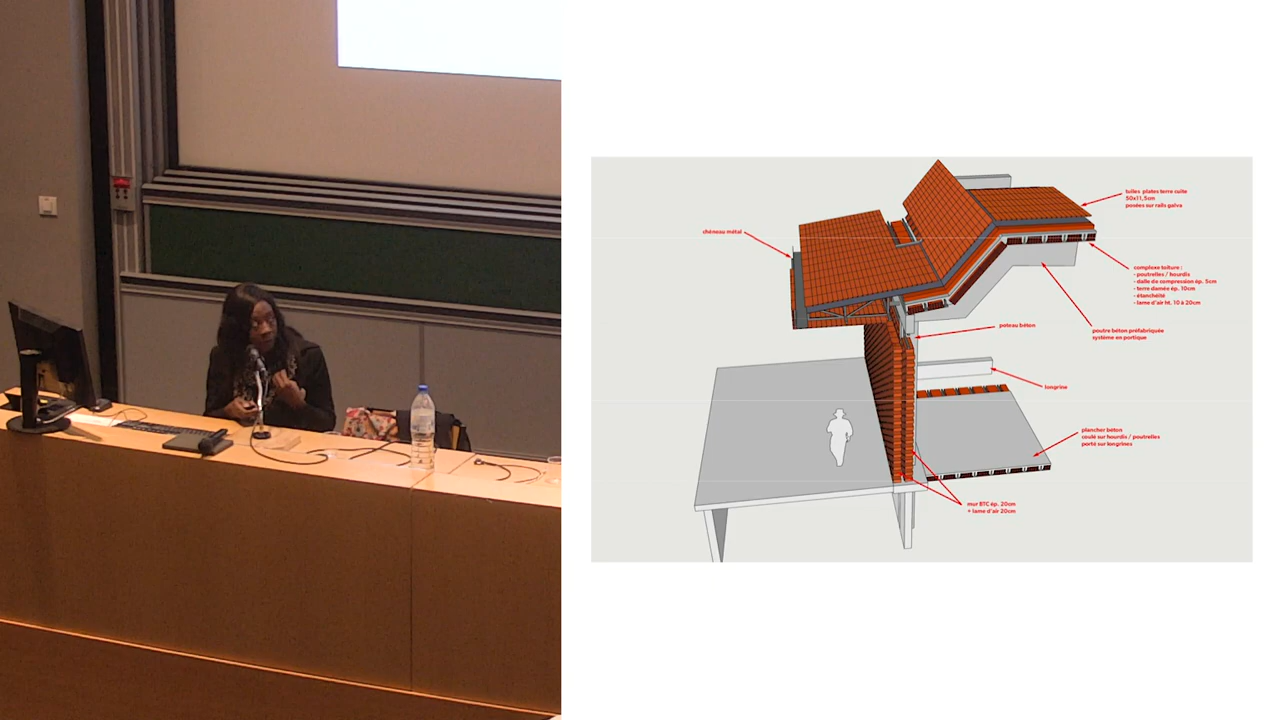 tuiles plates terre cuite
50x11,5cm
posées sur rails galva
chéneau métal
complexe toiture :
- poutrelles / hourdis
- dalle de compression ép. 5cm
- terre damée ép. 10cm
- étanchéité
- lame d'air ht. 10 à 20cm
poteau béton
poutre béton préfabriquée
système en portique
longrine
plancher béton
coulé sur hourdis / poutrelles
porté sur longrines
mur BTC ép. 20cm
+ lame d'air 20cm